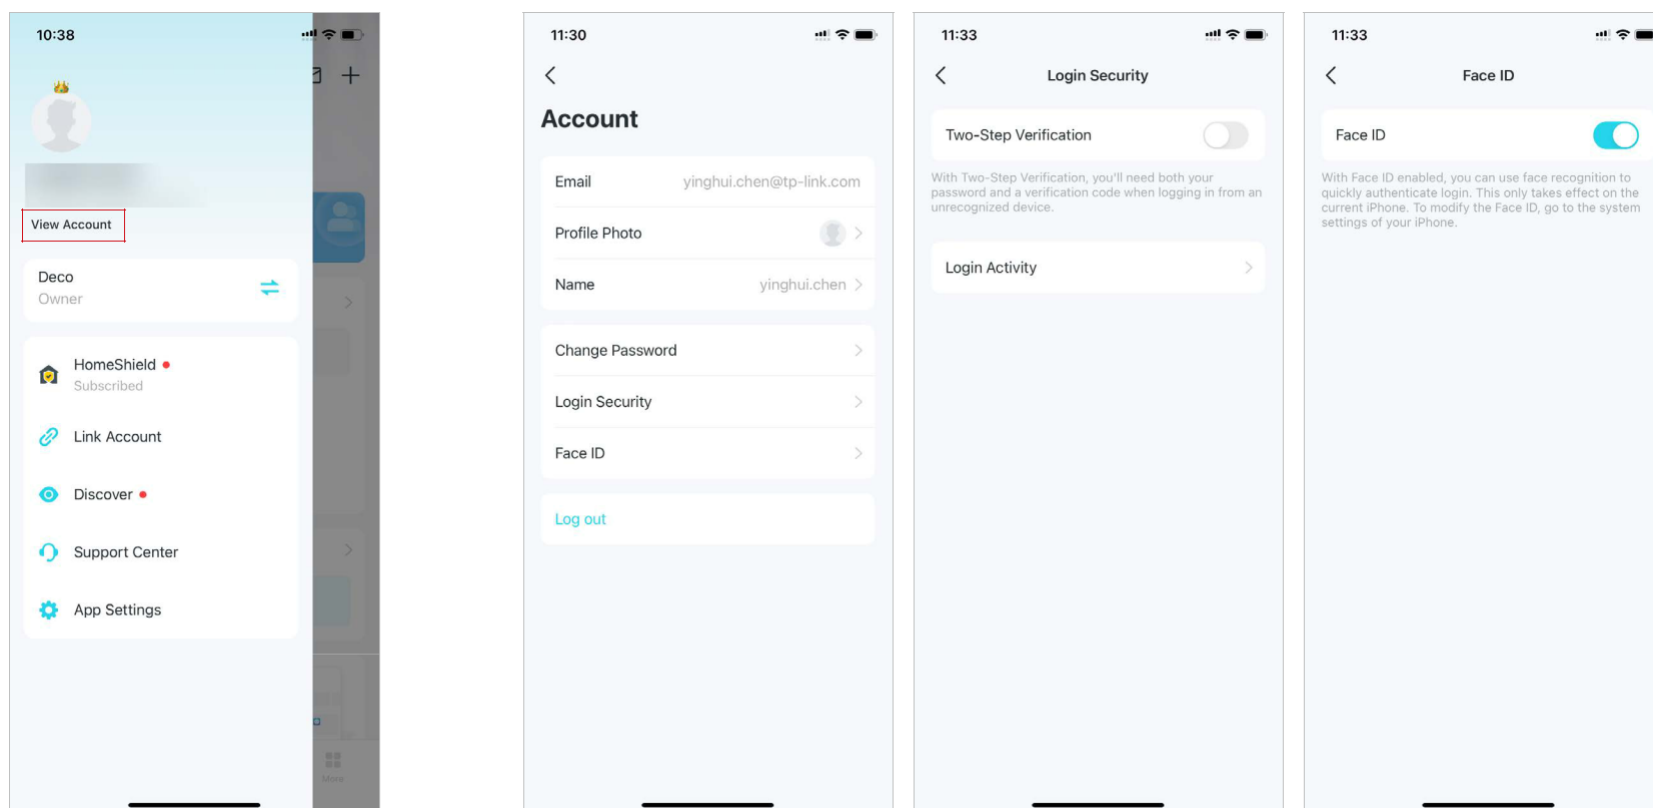 10:38
View Account
Deco
Owner
HomeShield
Subscribed
Link Account
Discover
Support Center
App Settings
More
11:30
Account
Email yinghui.chen@tp-link.com
Profile Photo
Name yinghui.chen
Change Password
Login Security
Face ID
Log out
11:33
Login Security
Two-Step Verification
With Two-Step Verification, you'll need both your
password and a verification code when logging in from an
unrecognized device.
Login Activity
11:33
Face ID
Face ID
With Face ID enabled, you can use face recognition to
quickly authenticate login. This only takes effect on the
current iPhone. To modify the Face ID, go to the system
settings of your iPhone.